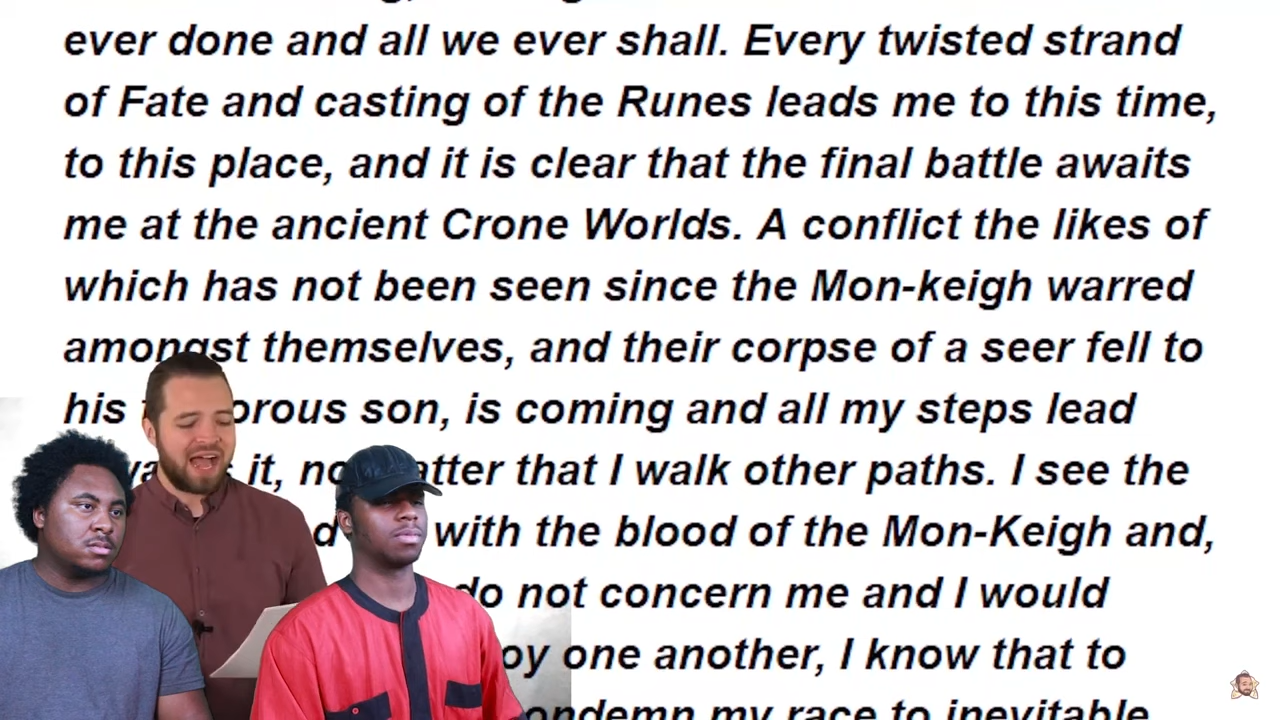 ever done and all we ever shall. Every twisted strand
of Fate and casting of the Runes leads me to this time,
to this place, and it is clear that the final battle awaits
me at the ancient Crone Worlds. A conflict the likes of
which has not been seen since the Mon-keigh warred
amongst themselves, and their corpse of a seer fell to
his son, is coming and all my steps lead
it, no that I walk other paths. I see the
with the blood of the Mon-Keigh and,
do not concern me and I would
one another, I know that to
my race to inevitable